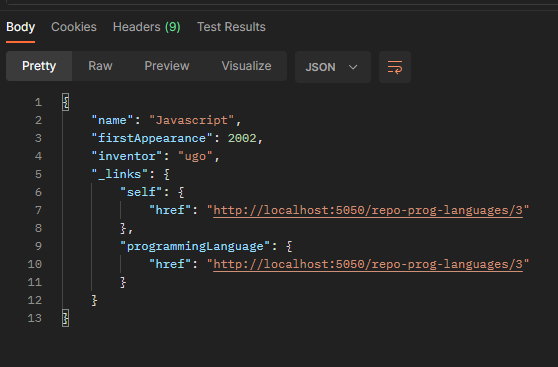 Body Cookies Headers (9) Test Results
Pretty Raw Preview Visualize JSON
1 {
2 "name": "Javascript",
3 "firstAppearance": 2002,
4 "inventor": "ugo",
5 "_links": {
6 "self": {
7 "href": "http://localhost:5050/repo-prog-languages/3"
8 },
9 "programmingLanguage": {
10 "href": "http://localhost:5050/repo-prog-languages/3"
11 }
12 }
13 }